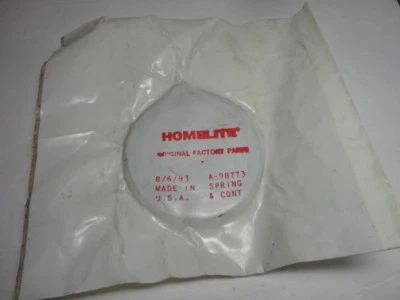 HOMELITE®
ORIGINAL FACTORY PARTS
8/6/93 A-98773
MADE IN SPRING
U.S.A. & CONT